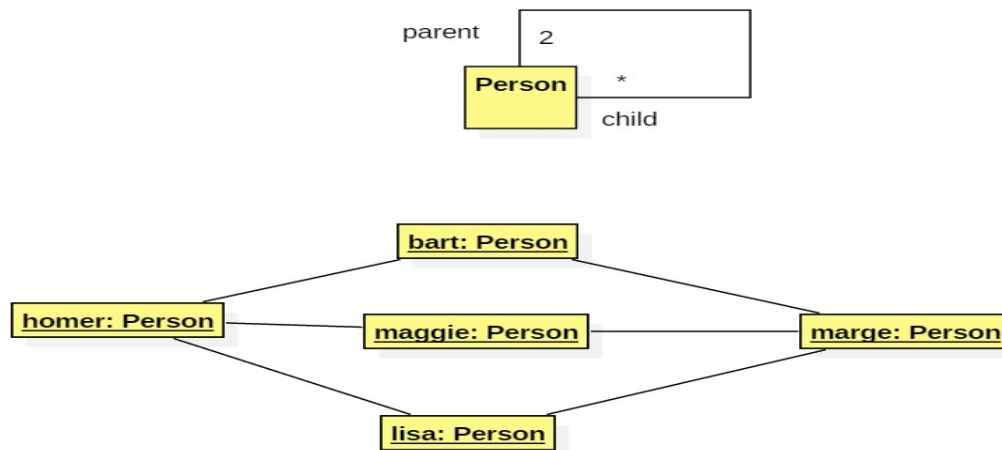 parent
2
Person
*
child
bart: Person
homer: Person
maggie: Person
marge: Person
lisa: Person